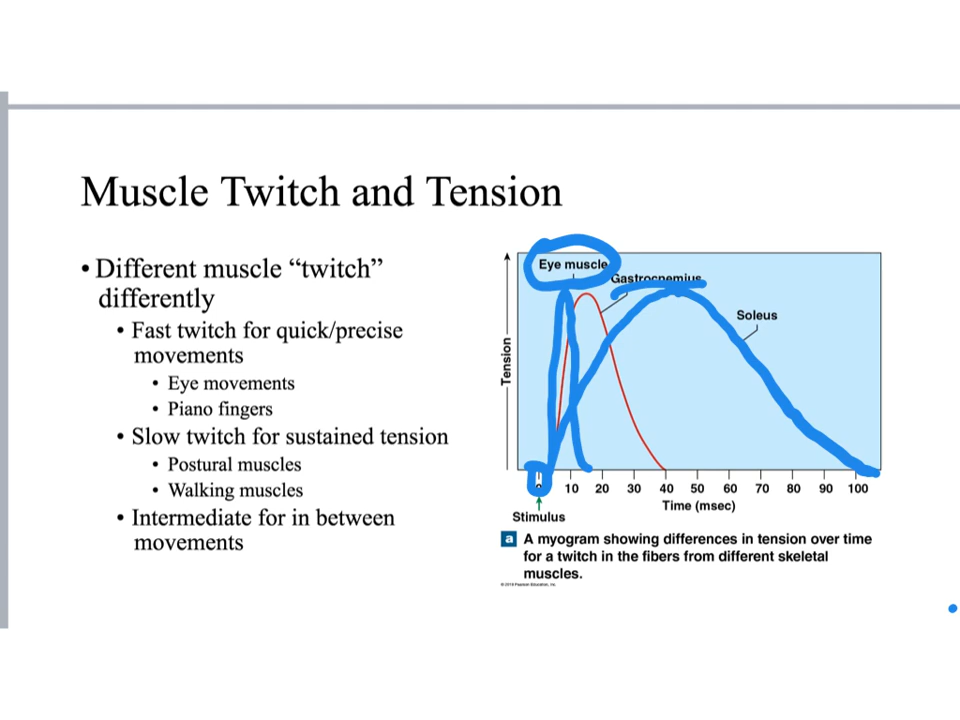 Muscle Twitch and Tension
• Different muscle “twitch”
differently
• Fast twitch for quick/precise
movements
• Eye movements
• Piano fingers
• Slow twitch for sustained tension
• Postural muscles
• Walking muscles
• Intermediate for in between
movements
Eye muscle
Gastrocnemius
Soleus
Tension
0 10 20 30 40 50 60 70 80 90 100
Time (msec)
Stimulus
a A myogram showing differences in tension over time
for a twitch in the fibers from different skeletal
muscles.
© 2018 Pearson Education, Inc.